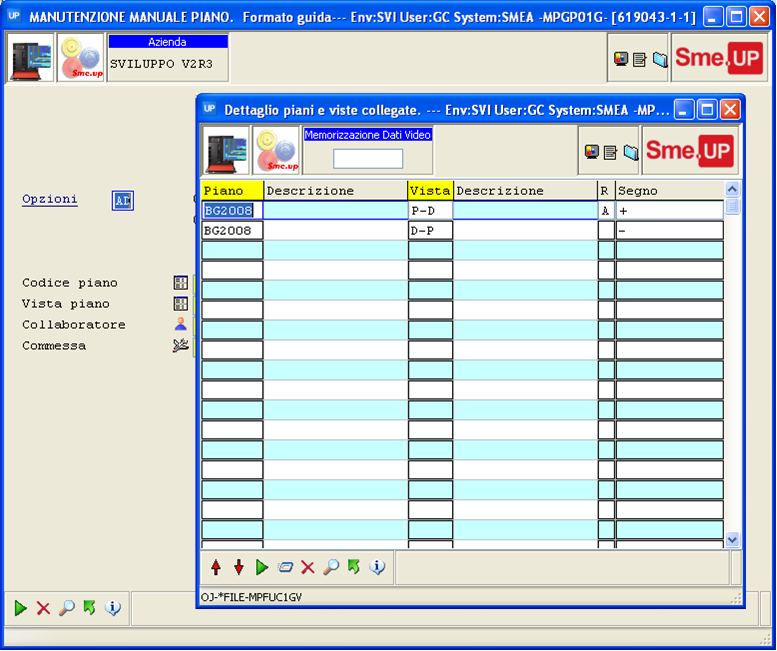 UP MANUTENZIONE MANUALE PIANO. Formato guida--- Env:SVI User:GC System:SMEA -MPGP01G- [619043-1-1]
Sme.up
Azienda
SVILUPPO V2R3
Sme.UP
UP Dettaglio piani e viste collegate. --- Env:SVI User:GC System:SMEA -MP...
Sme.up
Memorizzazione Dati Video
Sme.UP
Opzioni
Codice piano
Vista piano
Collaboratore
Commessa
Piano Descrizione Vista Descrizione R Segno
BG2008 P-D A +
BG2008 D-P -
OJ-*FILE-MPFUC1GV